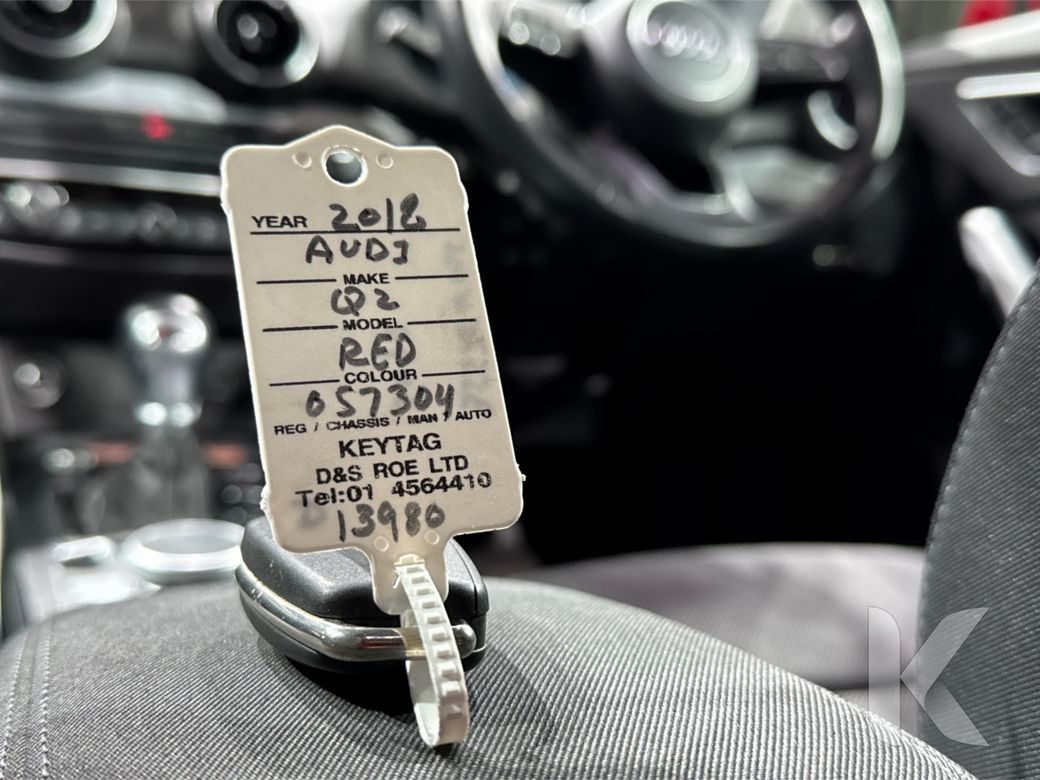 YEAR 2018
AUDI
MAKE
Q2
MODEL
RED
COLOUR
057304
REG / CHASSIS / MAN / AUTO
KEYTAG
D&S ROE LTD
Tel:01 4564410
13980
K